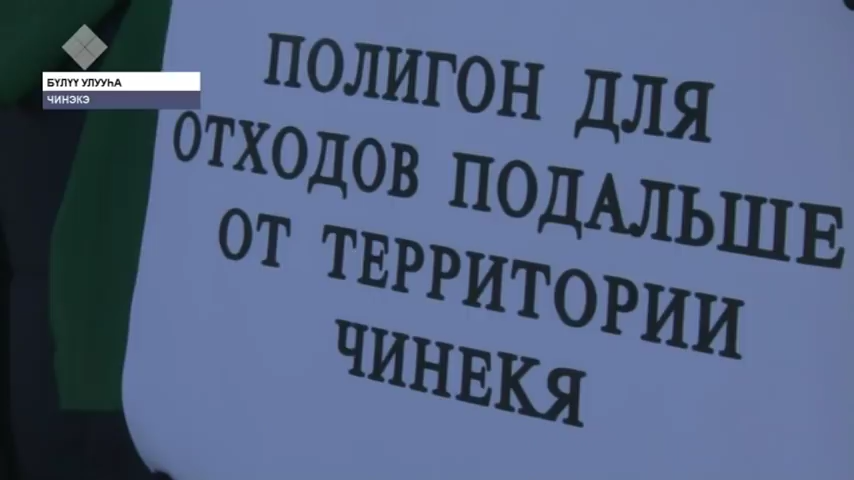 БҮЛҮҮ УЛУУҺА
ЧИНЭКЭ
ПОЛИГОН ДЛЯ
ОТХОДОВ ПОДАЛЬШЕ
ОТ ТЕРРИТОРИИ
ЧИНЕКЯ